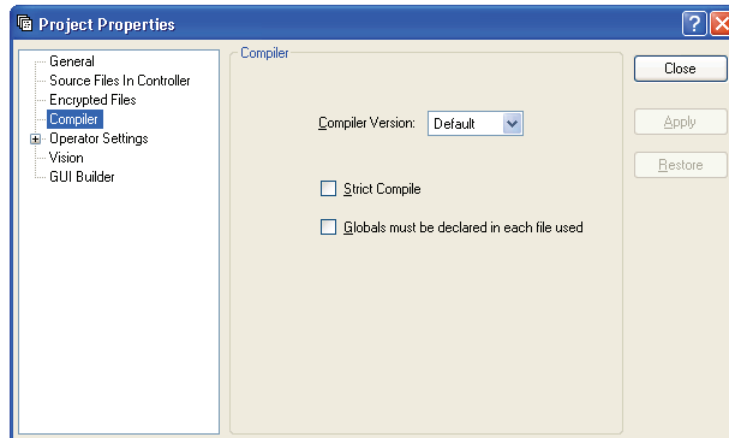 Project Properties
General
Source Files In Controller
Encrypted Files
Compiler
Operator Settings
Vision
GUI Builder
Compiler
Compiler Version: Default
Strict Compile
Globals must be declared in each file used
Close
Apply
Restore